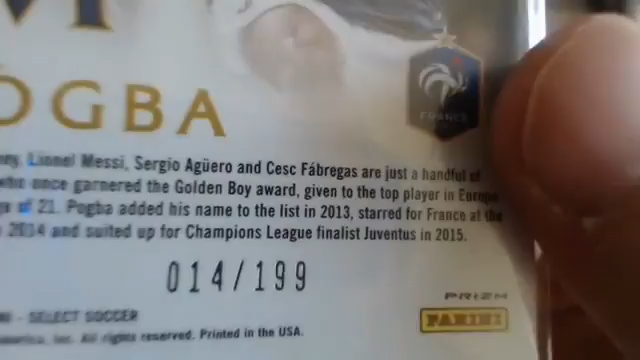 OGBA
FRANCE
Lionel Messi, Sergio Agüero and Cesc Fábregas are just a handful of
who once garnered the Golden Boy award, given to the top player in Europe
of 21. Pogba added his name to the list in 2013, starred for France at the
2014 and suited up for Champions League finalist Juventus in 2015.
014/199
- SELECT SOCCER
PRIZM
PANINI
Inc. All rights reserved. Printed in the USA.